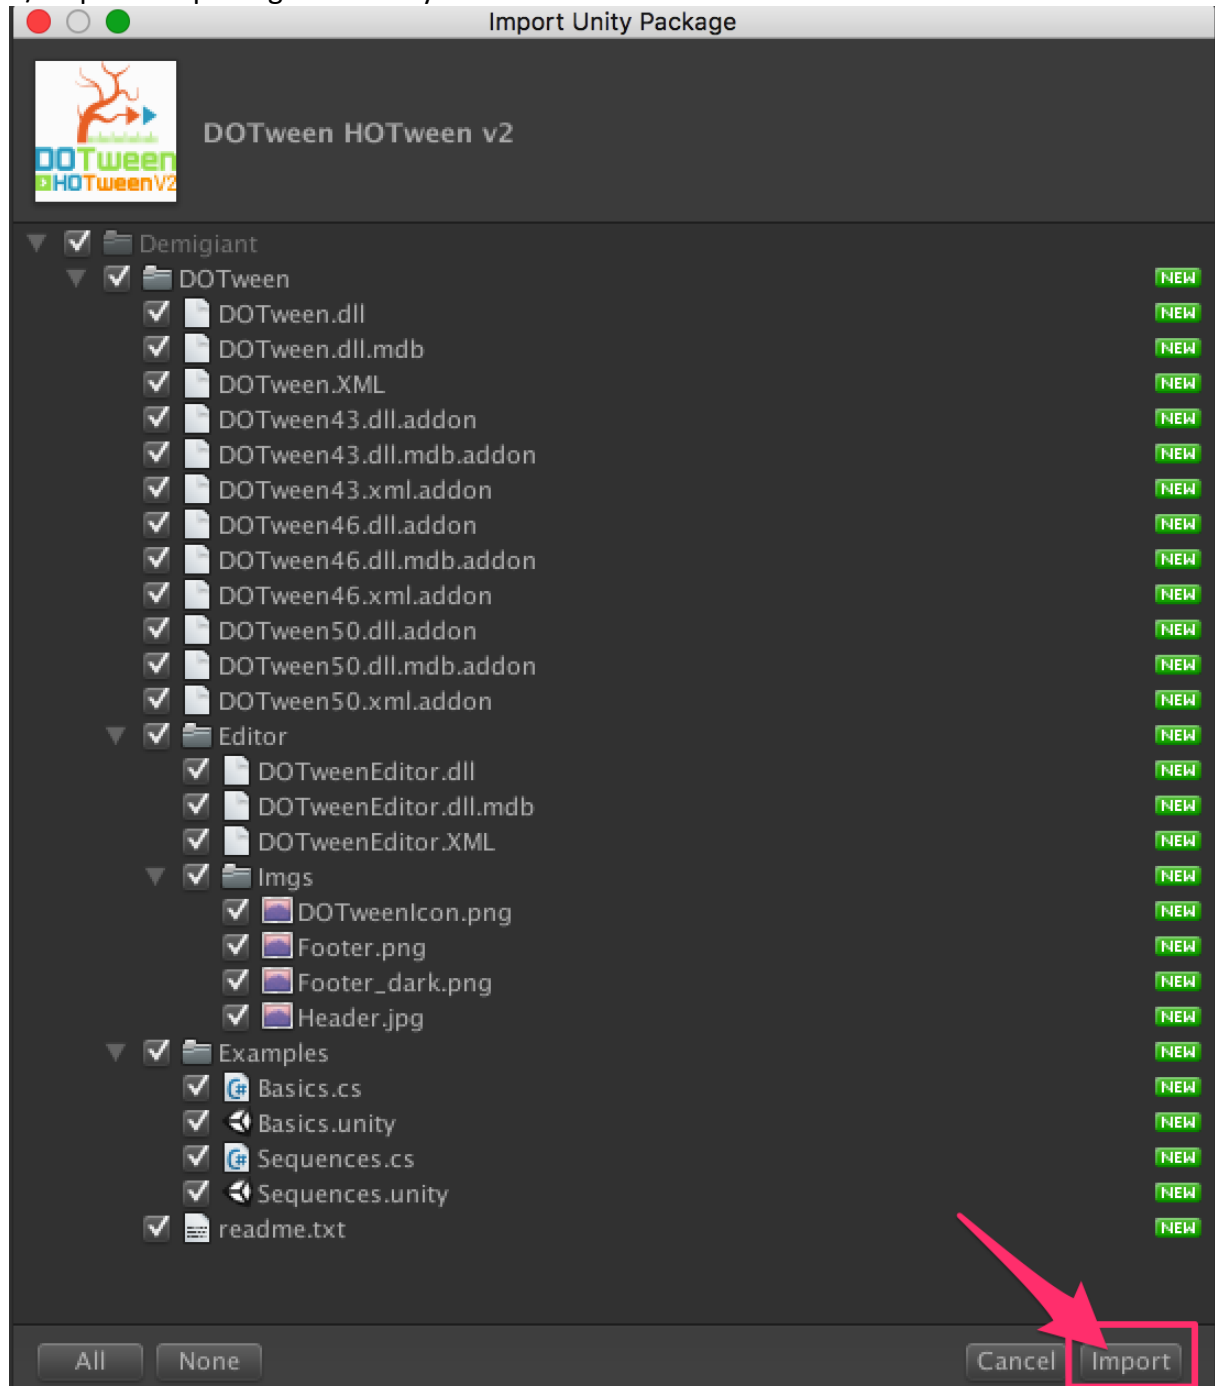 Import Unity Package
DOTween
HOTweenV2
DOTween HOTween v2
Demigiant
DOTween NEW
DOTween.dll NEW
DOTween.dll.mdb NEW
DOTween.XML NEW
DOTween43.dll.addon NEW
DOTween43.dll.mdb.addon NEW
DOTween43.xml.addon NEW
DOTween46.dll.addon NEW
DOTween46.dll.mdb.addon NEW
DOTween46.xml.addon NEW
DOTween50.dll.addon NEW
DOTween50.dll.mdb.addon NEW
DOTween50.xml.addon NEW
Editor NEW
DOTweenEditor.dll NEW
DOTweenEditor.dll.mdb NEW
DOTweenEditor.XML NEW
Imgs NEW
DOTweenIcon.png NEW
Footer.png NEW
Footer_dark.png NEW
Header.jpg NEW
Examples NEW
C# Basics.cs NEW
Basics.unity NEW
C# Sequences.cs NEW
Sequences.unity NEW
readme.txt NEW
All None Cancel Import